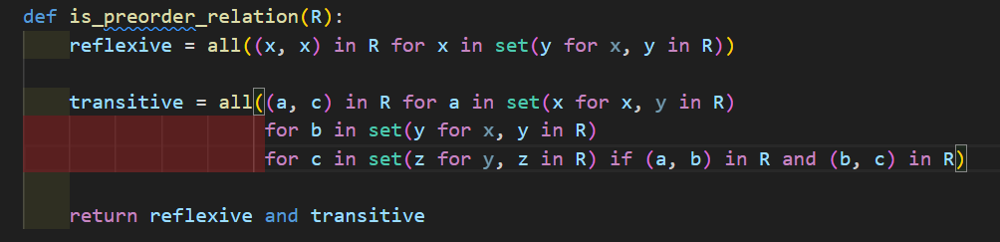 def is_preorder_relation(R):
    reflexive = all((x, x) in R for x in set(y for x, y in R))
    transitive = all((a, c) in R for a in set(x for x, y in R)
                     for b in set(y for x, y in R)
                     for c in set(z for y, z in R) if (a, b) in R and (b, c) in R)
    return reflexive and transitive